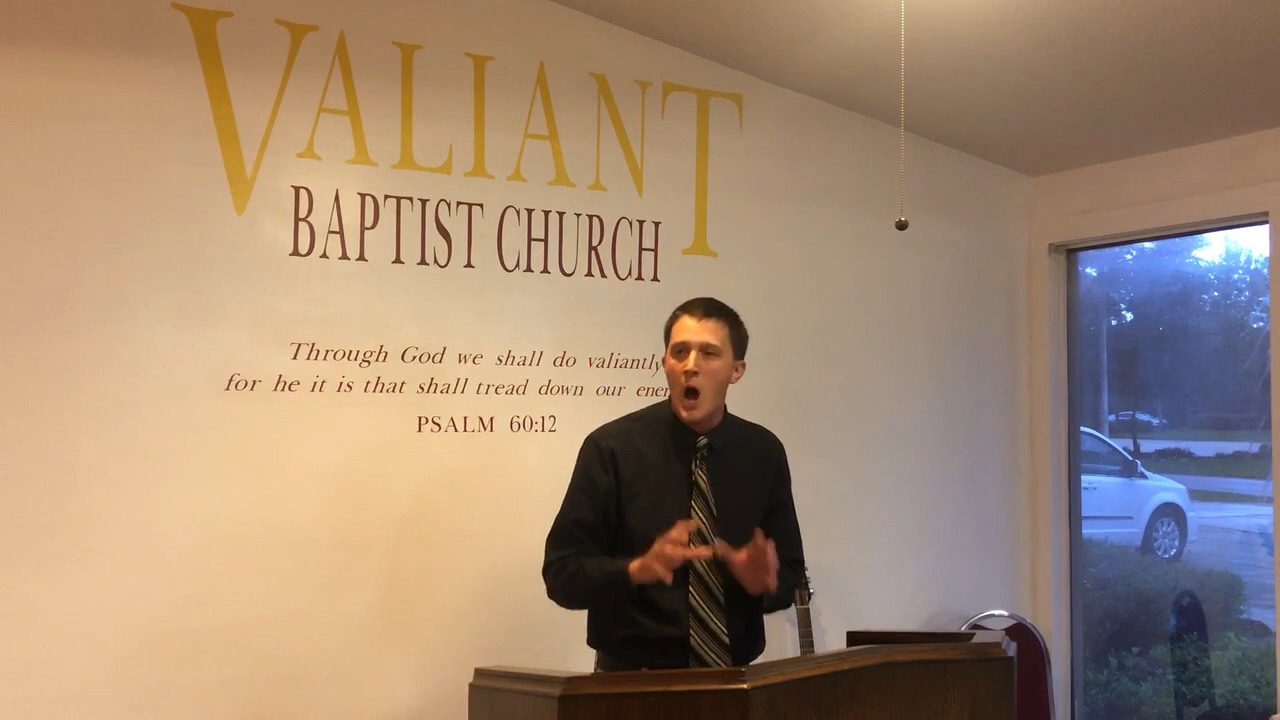 VALIANT
BAPTIST CHURCH
Through God we shall do valiantly
for he it is that shall tread down our
PSALM 60:12